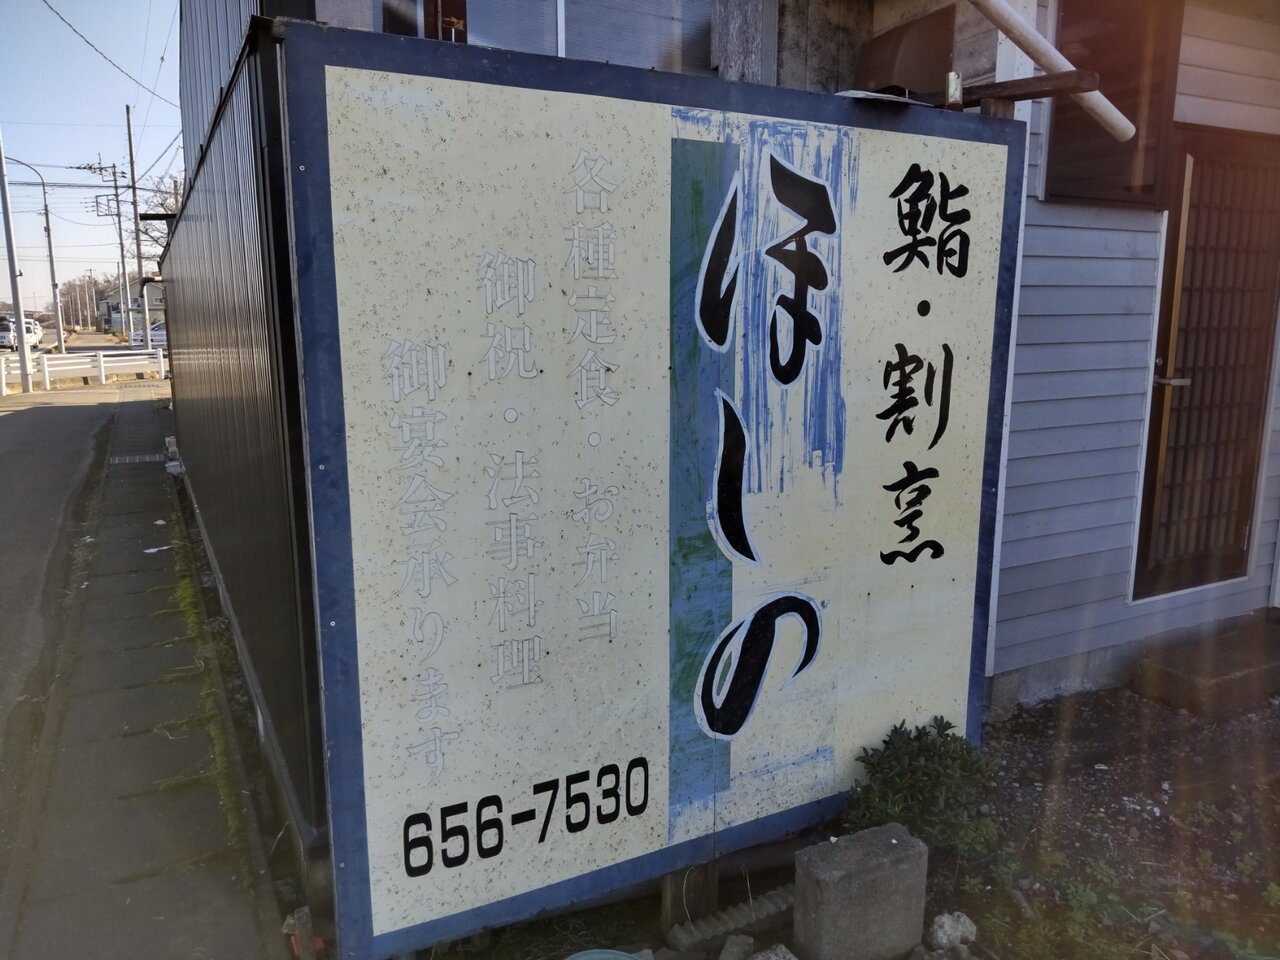 鮨・割烹
ほしの
各種定食・お弁当
御祝・法事料理
御宴会承ります
656-7530